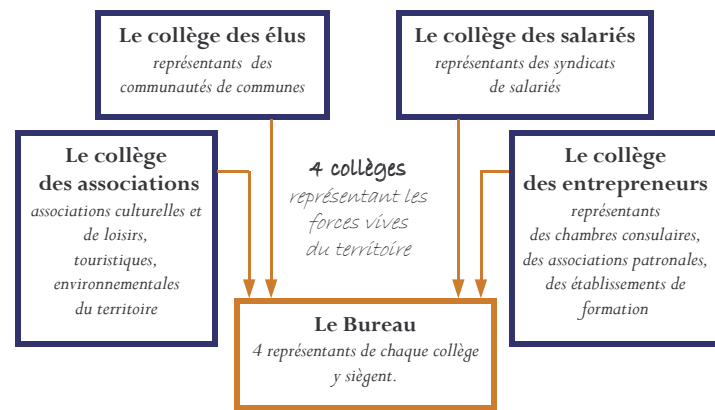 Le collège des élus
représentants des
communautés de communes
Le collège des salariés
représentants des syndicats
de salariés
Le collège
des associations
associations culturelles et
de loisirs,
touristiques,
environnementales
du territoire
4 collèges
représentant les
forces vives
du territoire
Le collège
des entrepreneurs
représentants
des chambres consulaires,
des associations patronales,
des établissements de
formation
Le Bureau
4 représentants de chaque collège
y siègent.